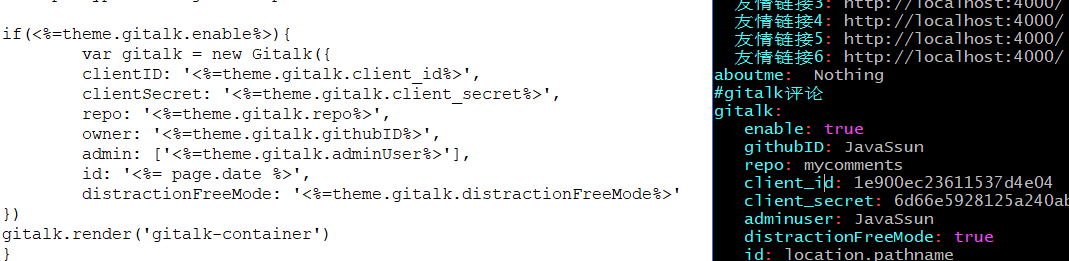 if(<%=theme.gitalk.enable%>){
var gitalk = new Gitalk({
clientID: '<%=theme.gitalk.client_id%>',
clientSecret: '<%=theme.gitalk.client_secret%>',
repo: '<%=theme.gitalk.repo%>',
owner: '<%=theme.gitalk.githubID%>',
admin: ['<%=theme.gitalk.adminUser%>'],
id: '<%= page.date %>',
distractionFreeMode: '<%=theme.gitalk.distractionFreeMode%>'
})
gitalk.render('gitalk-container')
}
友情链接3: http://localhost:4000/
友情链接4: http://localhost:4000/
友情链接5: http://localhost:4000/
友情链接6: http://localhost:4000/
aboutme: Nothing
#gitalk评论
gitalk:
enable: true
githubID: JavaSsun
repo: mycomments
client_id: 1e900ec23611537d4e04
client_secret: 6d66e5928125a240ab
adminuser: JavaSsun
distractionFreeMode: true
id: location.pathname